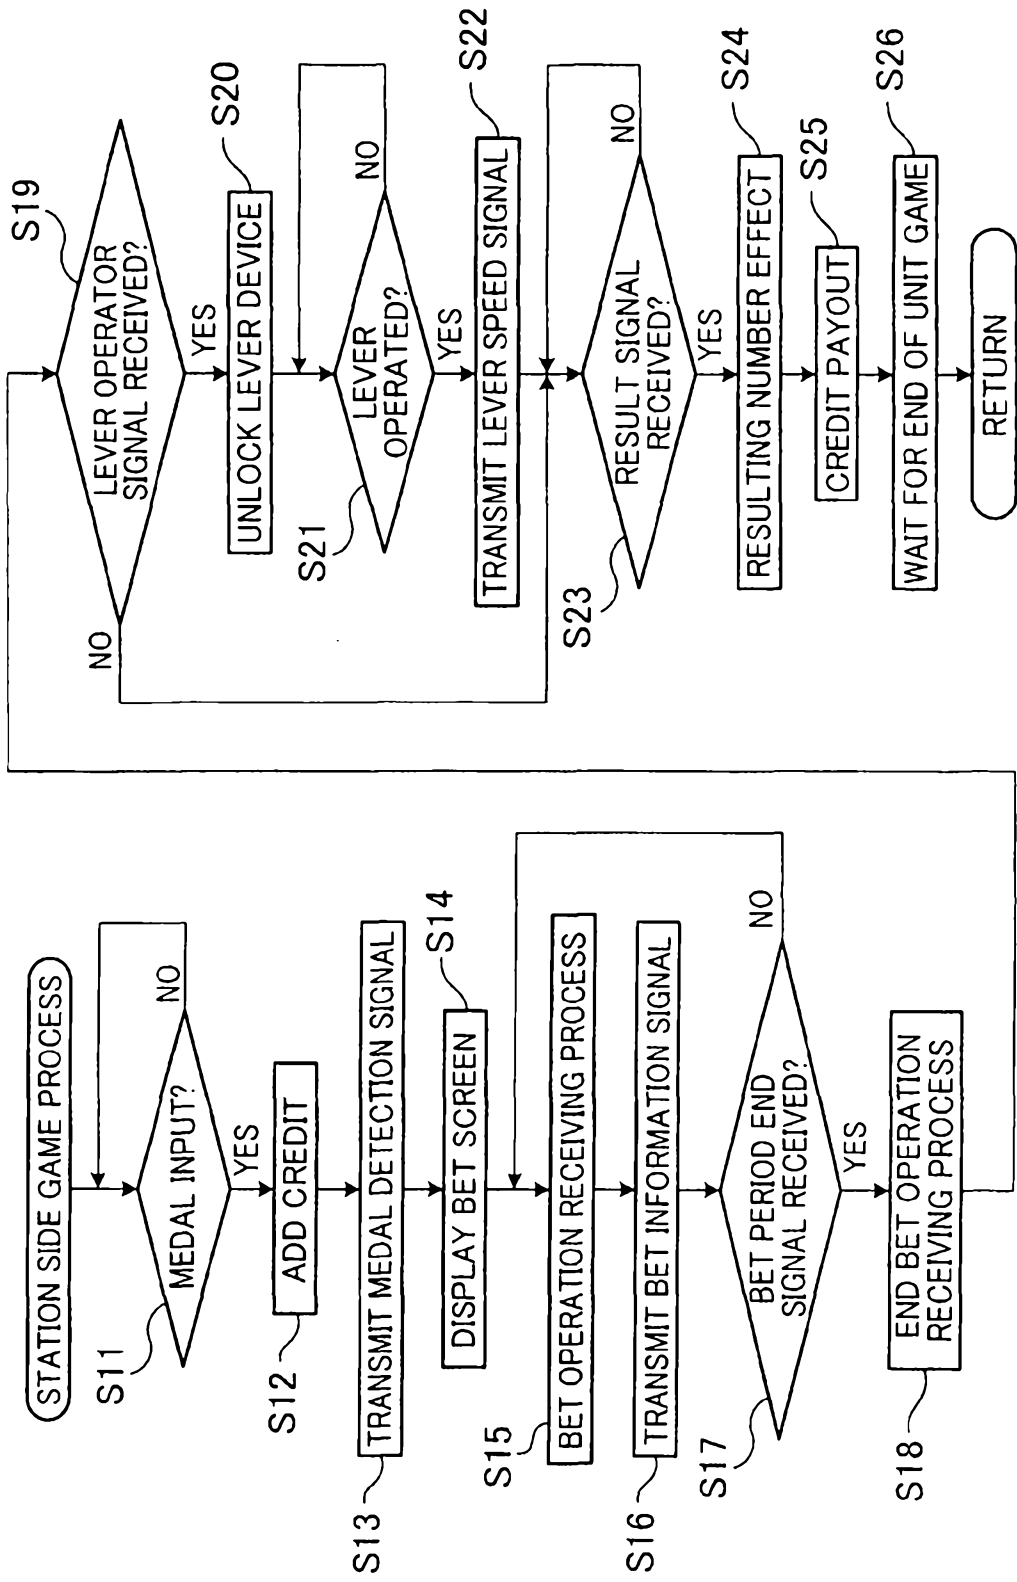 STATION SIDE GAME PROCESS
S11
MEDAL INPUT?
NO
YES
S12
ADD CREDIT
S13
TRANSMIT MEDAL DETECTION SIGNAL
S14
DISPLAY BET SCREEN
S15
BET OPERATION RECEIVING PROCESS
S16
TRANSMIT BET INFORMATION SIGNAL
S17
BET PERIOD END
SIGNAL RECEIVED?
NO
YES
S18
END BET OPERATION
RECEIVING PROCESS
S19
LEVER OPERATOR
SIGNAL RECEIVED?
NO
YES
S20
UNLOCK LEVER DEVICE
S21
LEVER
OPERATED?
NO
YES
S22
TRANSMIT LEVER SPEED SIGNAL
S23
RESULT SIGNAL
RECEIVED?
NO
YES
S24
RESULTING NUMBER EFFECT
S25
CREDIT PAYOUT
S26
WAIT FOR END OF UNIT GAME
RETURN